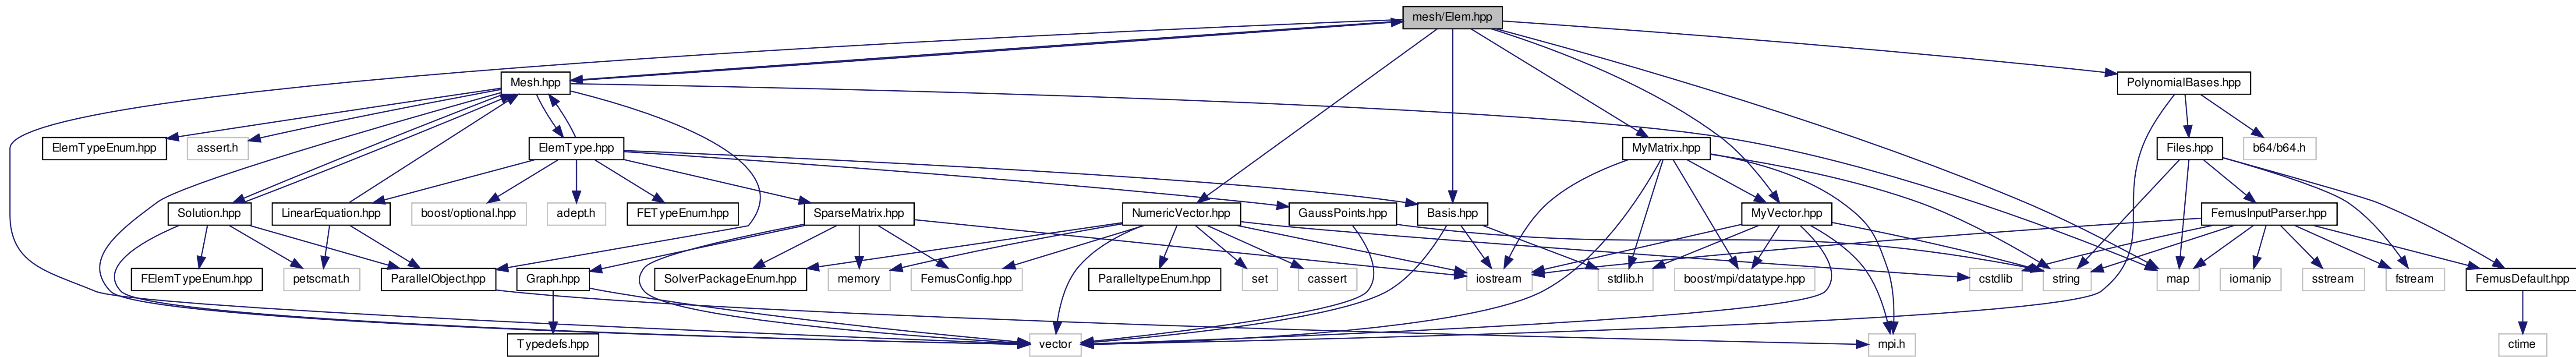 mesh/Elem.hpp
Mesh.hpp
PolynomialBases.hpp
ElemTypeEnum.hpp
assert.h
ElemType.hpp
MyMatrix.hpp
Files.hpp
b64/b64.h
Solution.hpp
LinearEquation.hpp
boost/optional.hpp
adept.h
FETypeEnum.hpp
SparseMatrix.hpp
NumericVector.hpp
GaussPoints.hpp
Basis.hpp
MyVector.hpp
FemusInputParser.hpp
FElemTypeEnum.hpp
petscmat.h
ParallelObject.hpp
Graph.hpp
SolverPackageEnum.hpp
memory
FemusConfig.hpp
ParalleltypeEnum.hpp
set
cassert
iostream
stdlib.h
boost/mpi/datatype.hpp
cstdlib
string
map
iomanip
sstream
fstream
FemusDefault.hpp
Typedefs.hpp
vector
mpi.h
ctime